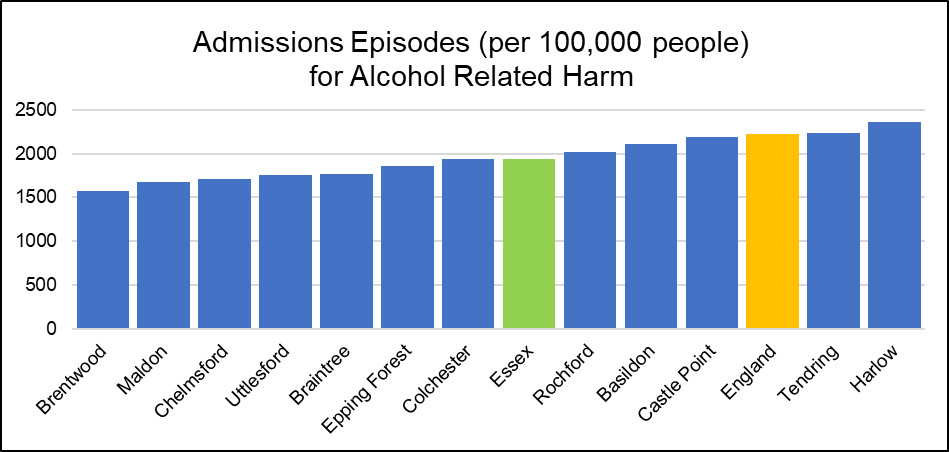 Admissions Episodes (per 100,000 people)
for Alcohol Related Harm
2500
2000
1500
1000
500
0
Brentwood
Maldon
Chelmsford
Uttlesford
Braintree
Epping Forest
Colchester
Essex
Rochford
Basildon
Castle Point
England
Tendring
Harlow